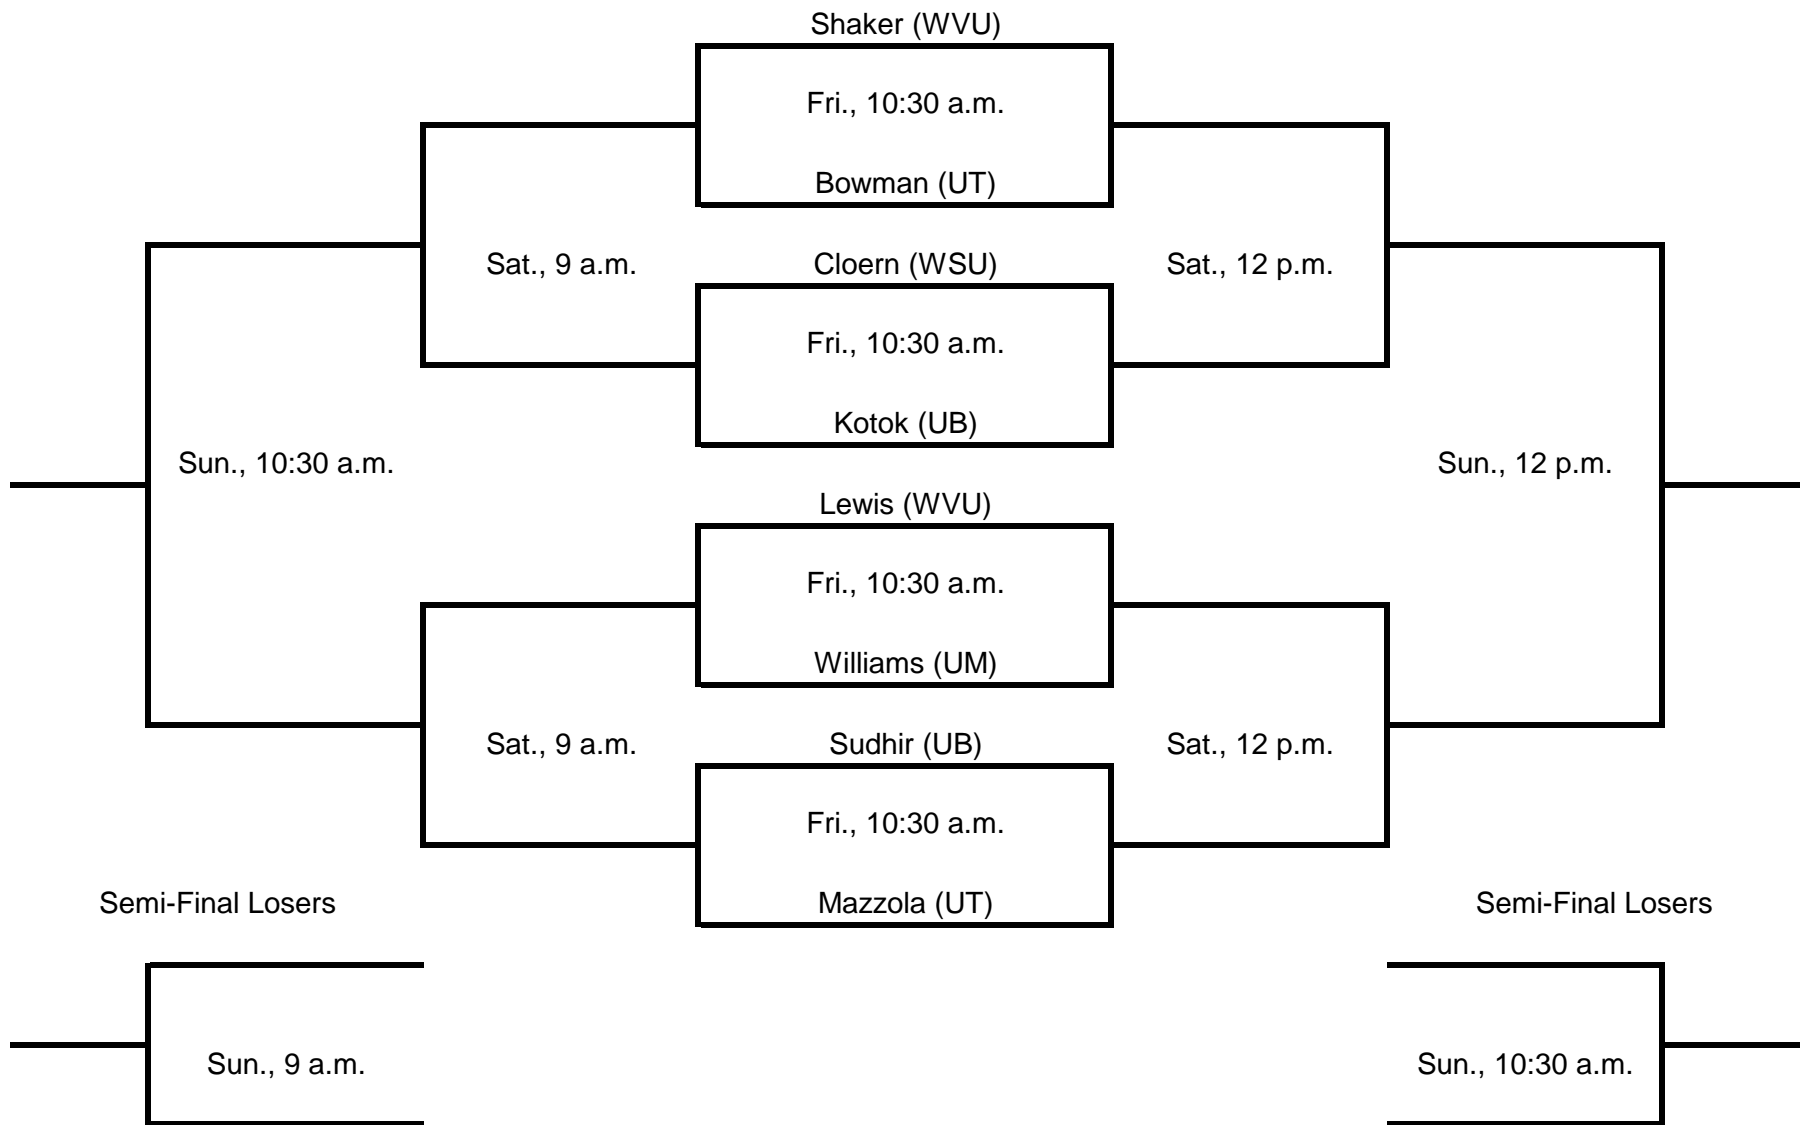 Shaker (WVU)
Fri., 10:30 a.m.
Bowman (UT)
Sat., 9 a.m.
Cloern (WSU)
Sat., 12 p.m.
Fri., 10:30 a.m.
Kotok (UB)
Sun., 10:30 a.m.
Sun., 12 p.m.
Lewis (WVU)
Fri., 10:30 a.m.
Williams (UM)
Sat., 9 a.m.
Sudhir (UB)
Sat., 12 p.m.
Fri., 10:30 a.m.
Semi-Final Losers
Mazzola (UT)
Semi-Final Losers
Sun., 9 a.m.
Sun., 10:30 a.m.